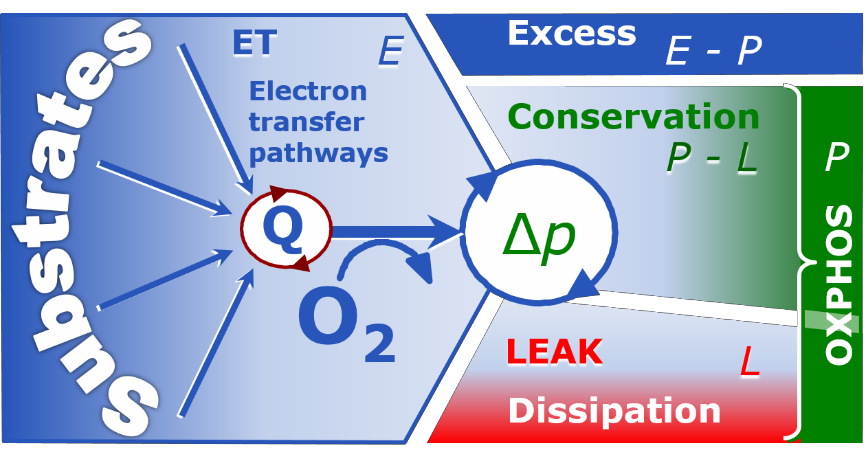 Substrates
ET
E
Electron
transfer
pathways
Q
O2
Δp
Excess
E - P
Conservation
P - L
LEAK
L
Dissipation
P
OXPHOS